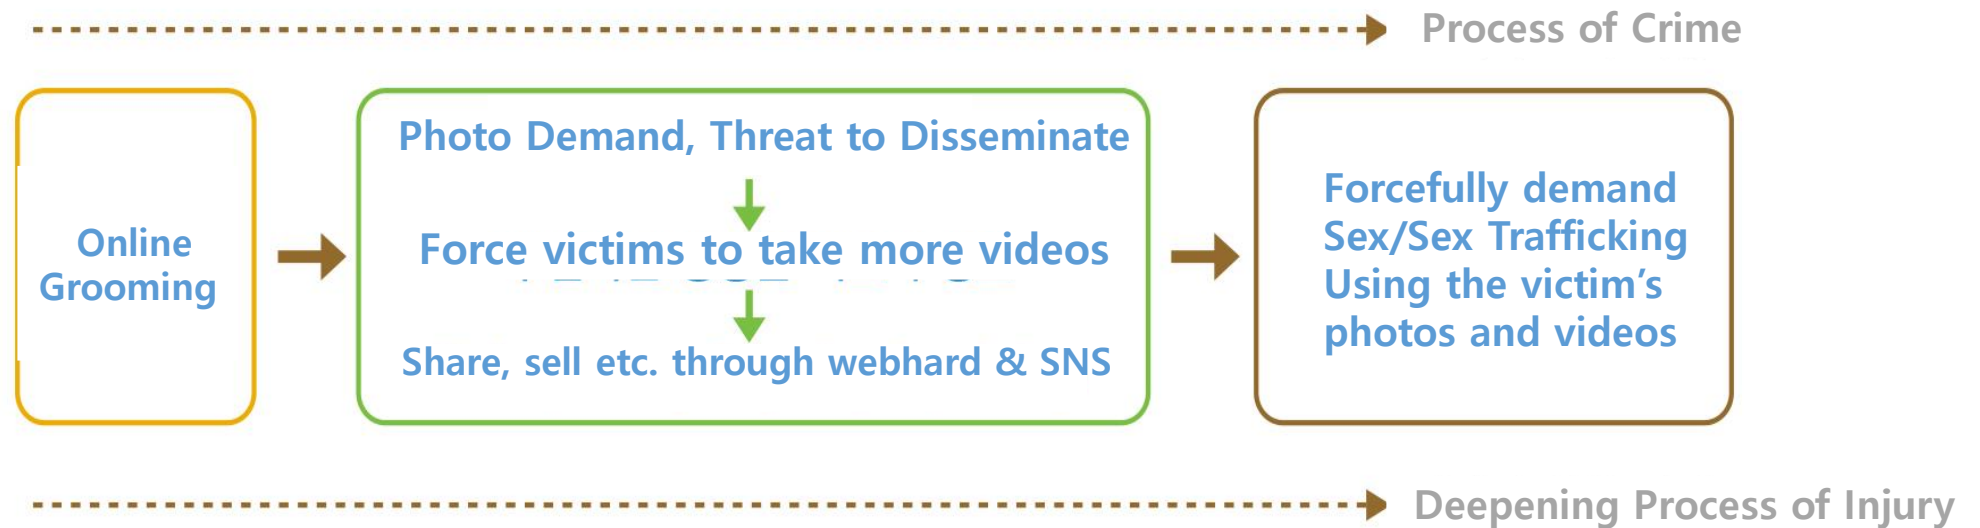 Process of Crime
Online
Grooming
Photo Demand, Threat to Disseminate
Force victims to take more videos
Share, sell etc. through webhard & SNS
Forcefully demand
Sex/Sex Trafficking
Using the victim's
photos and videos
Deepening Process of Injury